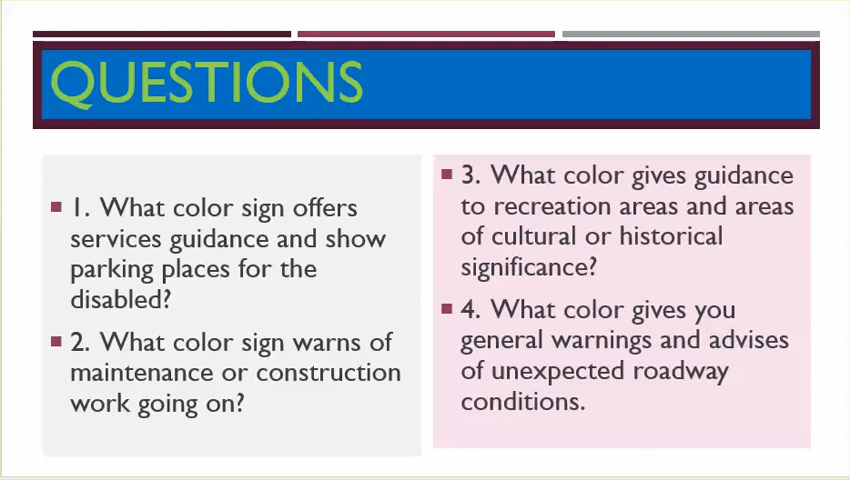 QUESTIONS
1. What color sign offers
services guidance and show
parking places for the
disabled?
2. What color sign warns of
maintenance or construction
work going on?
3. What color gives guidance
to recreation areas and areas
of cultural or historical
significance?
4. What color gives you
general warnings and advises
of unexpected roadway
conditions.